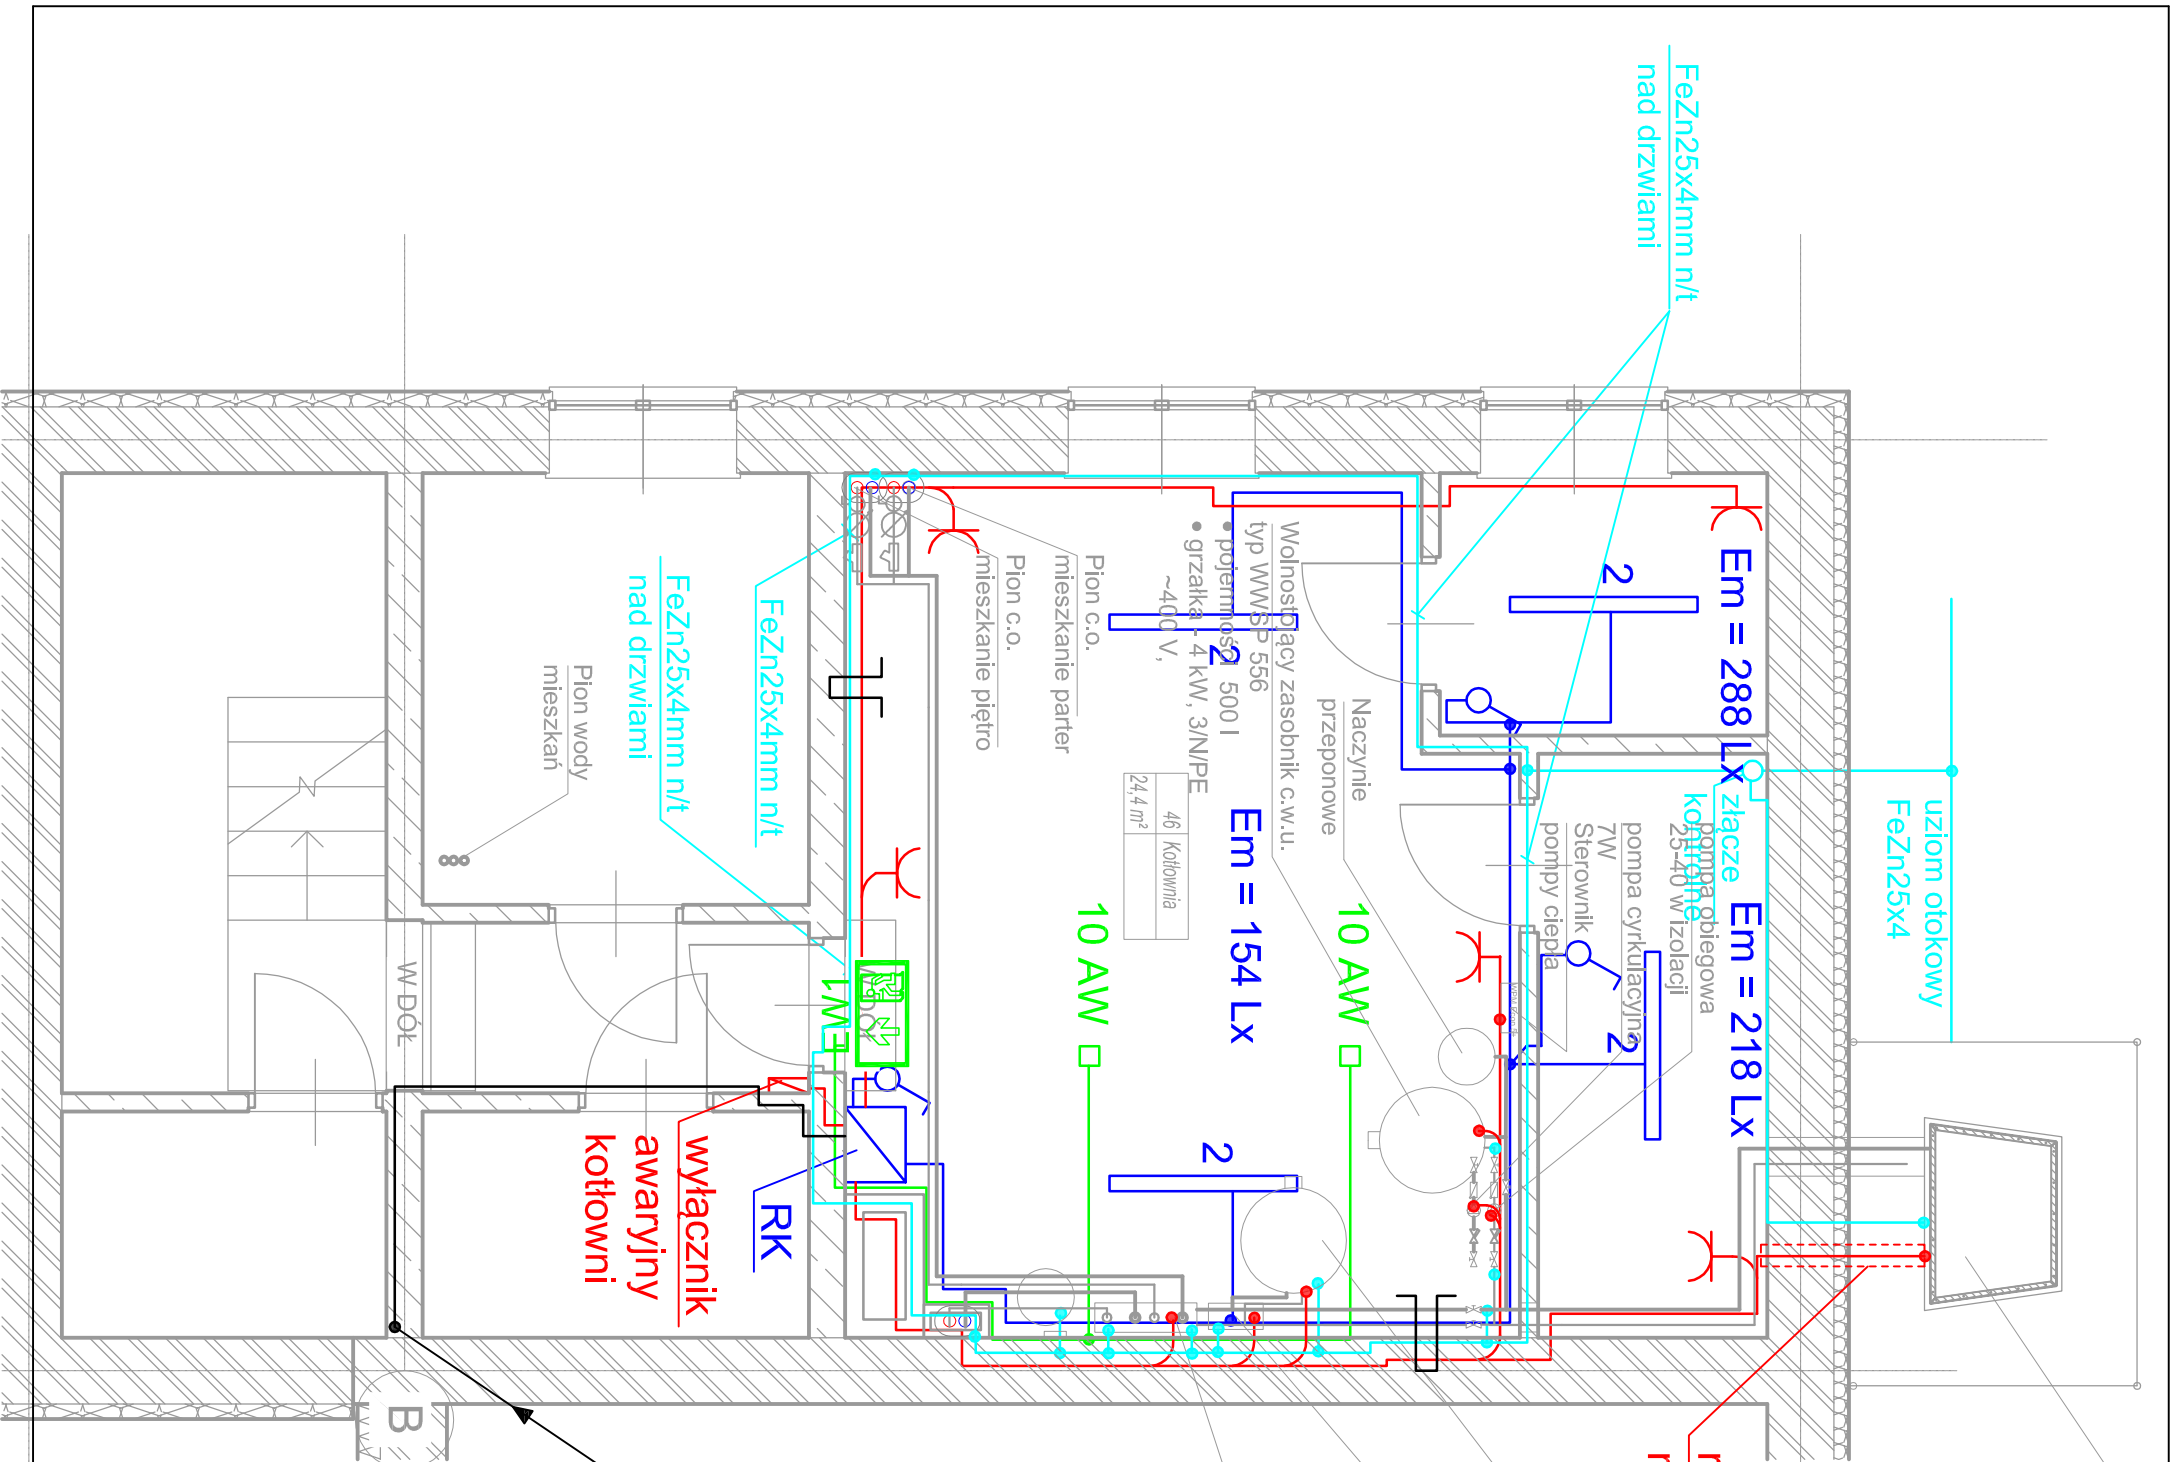 FeZn25x4mm n/t
nad drzwiami
Em = 288 Lx
2
złącze
kontrolne
uziom otokowy
FeZn25x4
Em = 218 Lx
2
pompa obiegowa
25-40 w izolacji
pompa cyrkulacyjna
7W
Sterownik
pompy ciepła
Naczynie
przeponowe
Wolnostojący zasobnik c.w.u.
typ WWSP 556
• pojemność 500 l
• grzałka - 4 kW, 3/N/PE
~400 V,
2
Pion c.o.
mieszkanie parter
Pion c.o.
mieszkanie piętro
46 Kotłownia
24,4 m²
Em = 154 Lx
10 AW
10 AW
2
FeZn25x4mm n/t
FeZn25x4mm n/t
nad drzwiami
Pion wody
mieszkań
W DÓŁ
W DÓŁ
1W
RK
wyłącznik
awaryjny
kotłowni
B